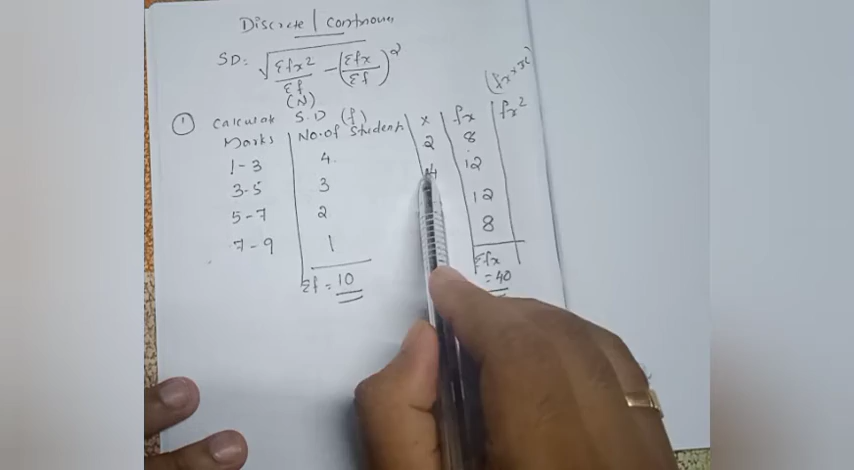 Discrete | Continous
SD: √ Σfx²/Σf − (Σfx/Σf)²
(N)
(fx × x)
① Calculate S.D
Marks | No. of Students (f) | x | fx | fx²
1-3 | 4 | 2 | 8
3-5 | 3 | 4 | 12
5-7 | 2 | 12
7-9 | 1 | 8
Σf = 10 | Σfx = 40